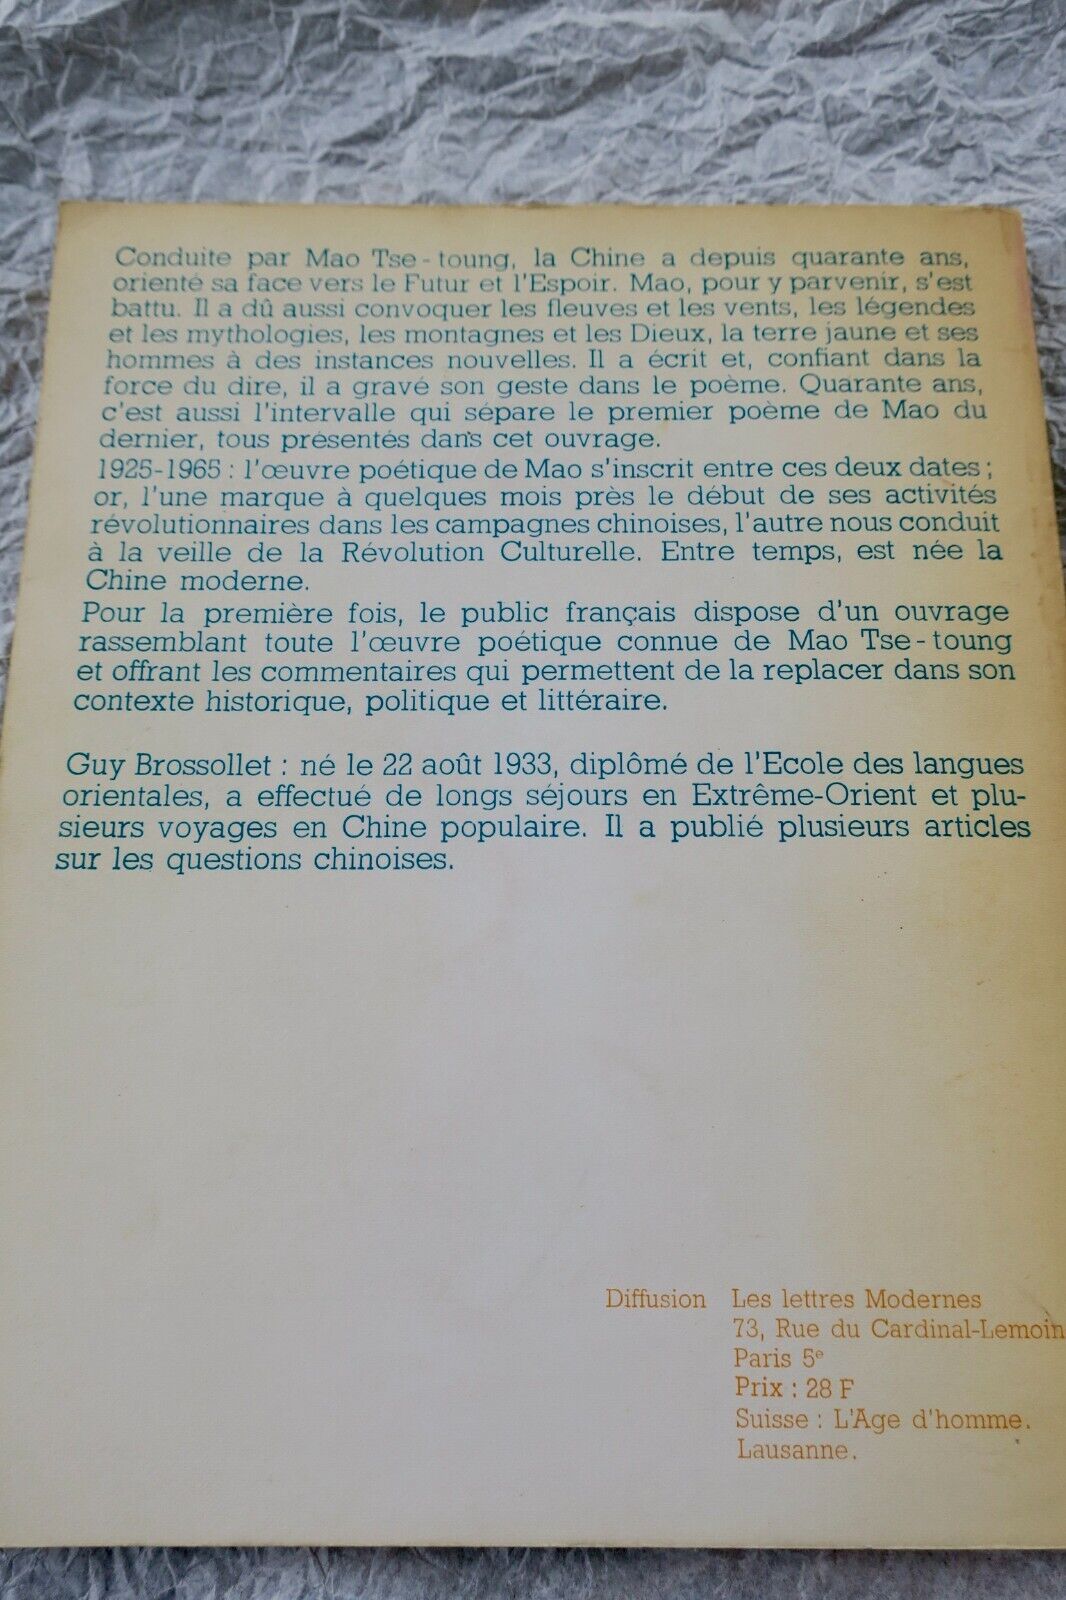 Conduite par Mao Tse-toung, la Chine a depuis quarante ans,
orienté sa face vers le Futur et l'Espoir. Mao, pour y parvenir, s'est
battu. Il a dû aussi convoquer les fleuves et les vents, les légendes
et les mythologies, les montagnes et les Dieux, la terre jaune et ses
hommes à des instances nouvelles. Il a écrit et, confiant dans la
force du dire, il a gravé son geste dans le poème. Quarante ans,
c'est aussi l'intervalle qui sépare le premier poème de Mao du
dernier, tous présentés dans cet ouvrage.
1925-1965 : l'œuvre poétique de Mao s'inscrit entre ces deux dates ;
or, l'une marque à quelques mois près le début de ses activités
révolutionnaires dans les campagnes chinoises, l'autre nous conduit
à la veille de la Révolution Culturelle. Entre temps, est née la
Chine moderne.
Pour la première fois, le public français dispose d'un ouvrage
rassemblant toute l'œuvre poétique connue de Mao Tse-toung
et offrant les commentaires qui permettent de la replacer dans son
contexte historique, politique et littéraire.
Guy Brossollet : né le 22 août 1933, diplômé de l'Ecole des langues
orientales, a effectué de longs séjours en Extrême-Orient et plu-
sieurs voyages en Chine populaire. Il a publié plusieurs articles
sur les questions chinoises.
Diffusion Les lettres Modernes
73, Rue du Cardinal-Lemoin
Paris 5e
Prix : 28 F
Suisse : L'Age d'homme.
Lausanne.